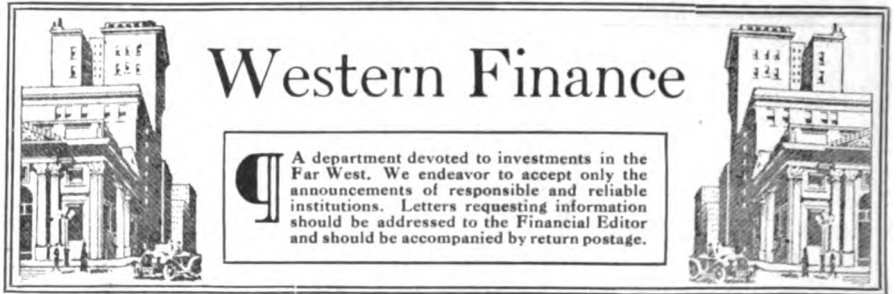 Western Finance
¶ A department devoted to investments in the
Far West. We endeavor to accept only the
announcements of responsible and reliable
institutions. Letters requesting information
should be addressed to the Financial Editor
and should be accompanied by return postage.